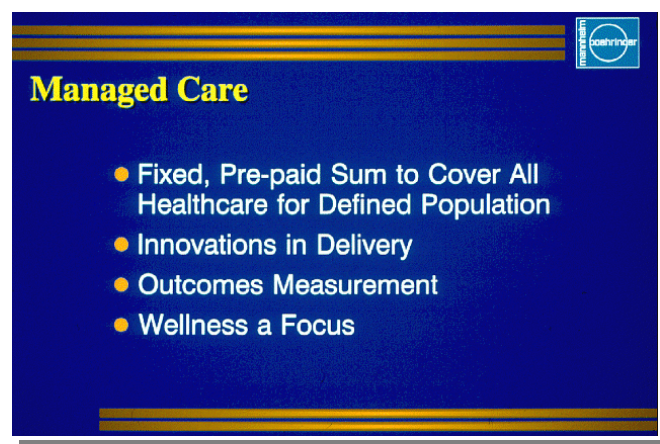 mannheim
boehringer
Managed Care
Fixed, Pre-paid Sum to Cover All
Healthcare for Defined Population
Innovations in Delivery
Outcomes Measurement
Wellness a Focus